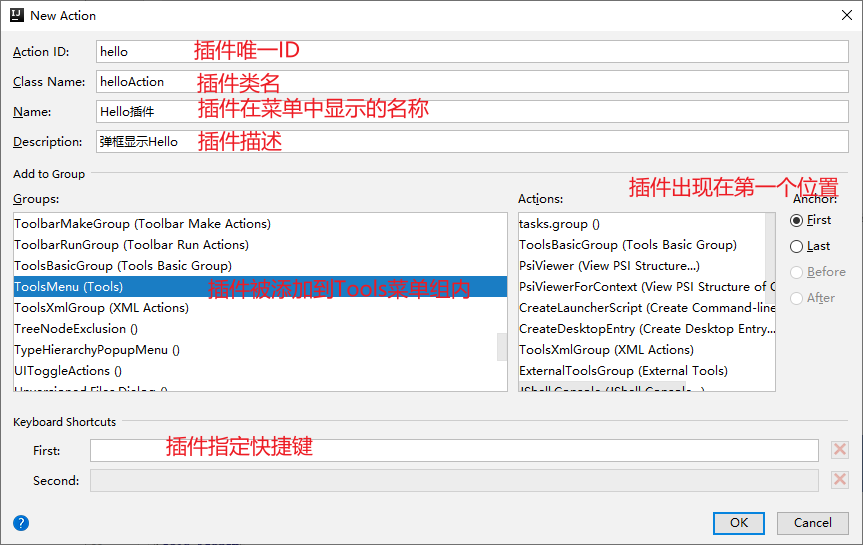 New Action
Action ID: hello 插件唯一ID
Class Name: helloAction 插件类名
Name: Hello插件 插件在菜单中显示的名称
Description: 弹框显示Hello 插件描述
Add to Group
插件出现在第一个位置
Groups: Actions: Anchor:
ToolbarMakeGroup (Toolbar Make Actions)
ToolbarRunGroup (Toolbar Run Actions)
ToolsBasicGroup (Tools Basic Group)
ToolsMenu (Tools) 插件被添加到Tools菜单组内
ToolsXmlGroup (XML Actions)
TreeNodeExclusion ()
TypeHierarchyPopupMenu ()
UIToggleActions ()
tasks.group ()
ToolsBasicGroup (Tools Basic Group)
PsiViewer (View PSI Structure...)
PsiViewerForContext (View PSI Structure of C
CreateLauncherScript (Create Command-line
CreateDesktopEntry (Create Desktop Entry...
ToolsXmlGroup (XML Actions)
ExternalToolsGroup (External Tools)
First
Last
Before
After
Keyboard Shortcuts
First: 插件指定快捷键
Second:
?
OK Cancel